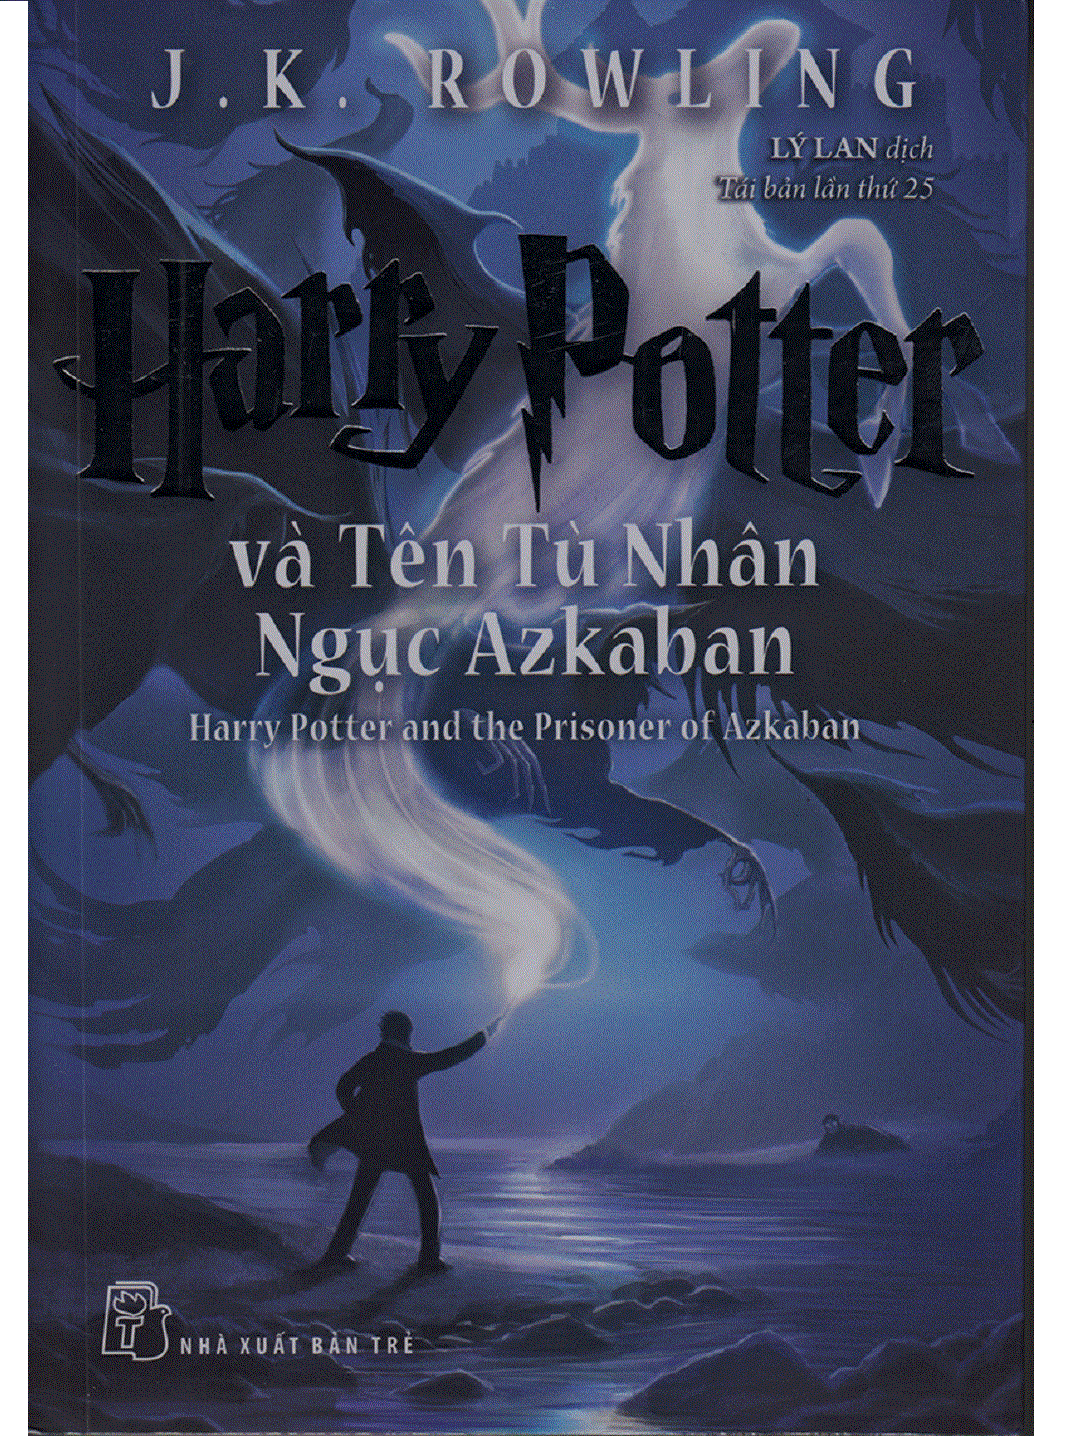 J.K. ROWLING
LÝ LAN dịch
Tái bản lần thứ 25
Harry Potter
và Tên Tù Nhân
Ngục Azkaban
Harry Potter and the Prisoner of Azkaban
T
NHÀ XUẤT BẢN TRẺ